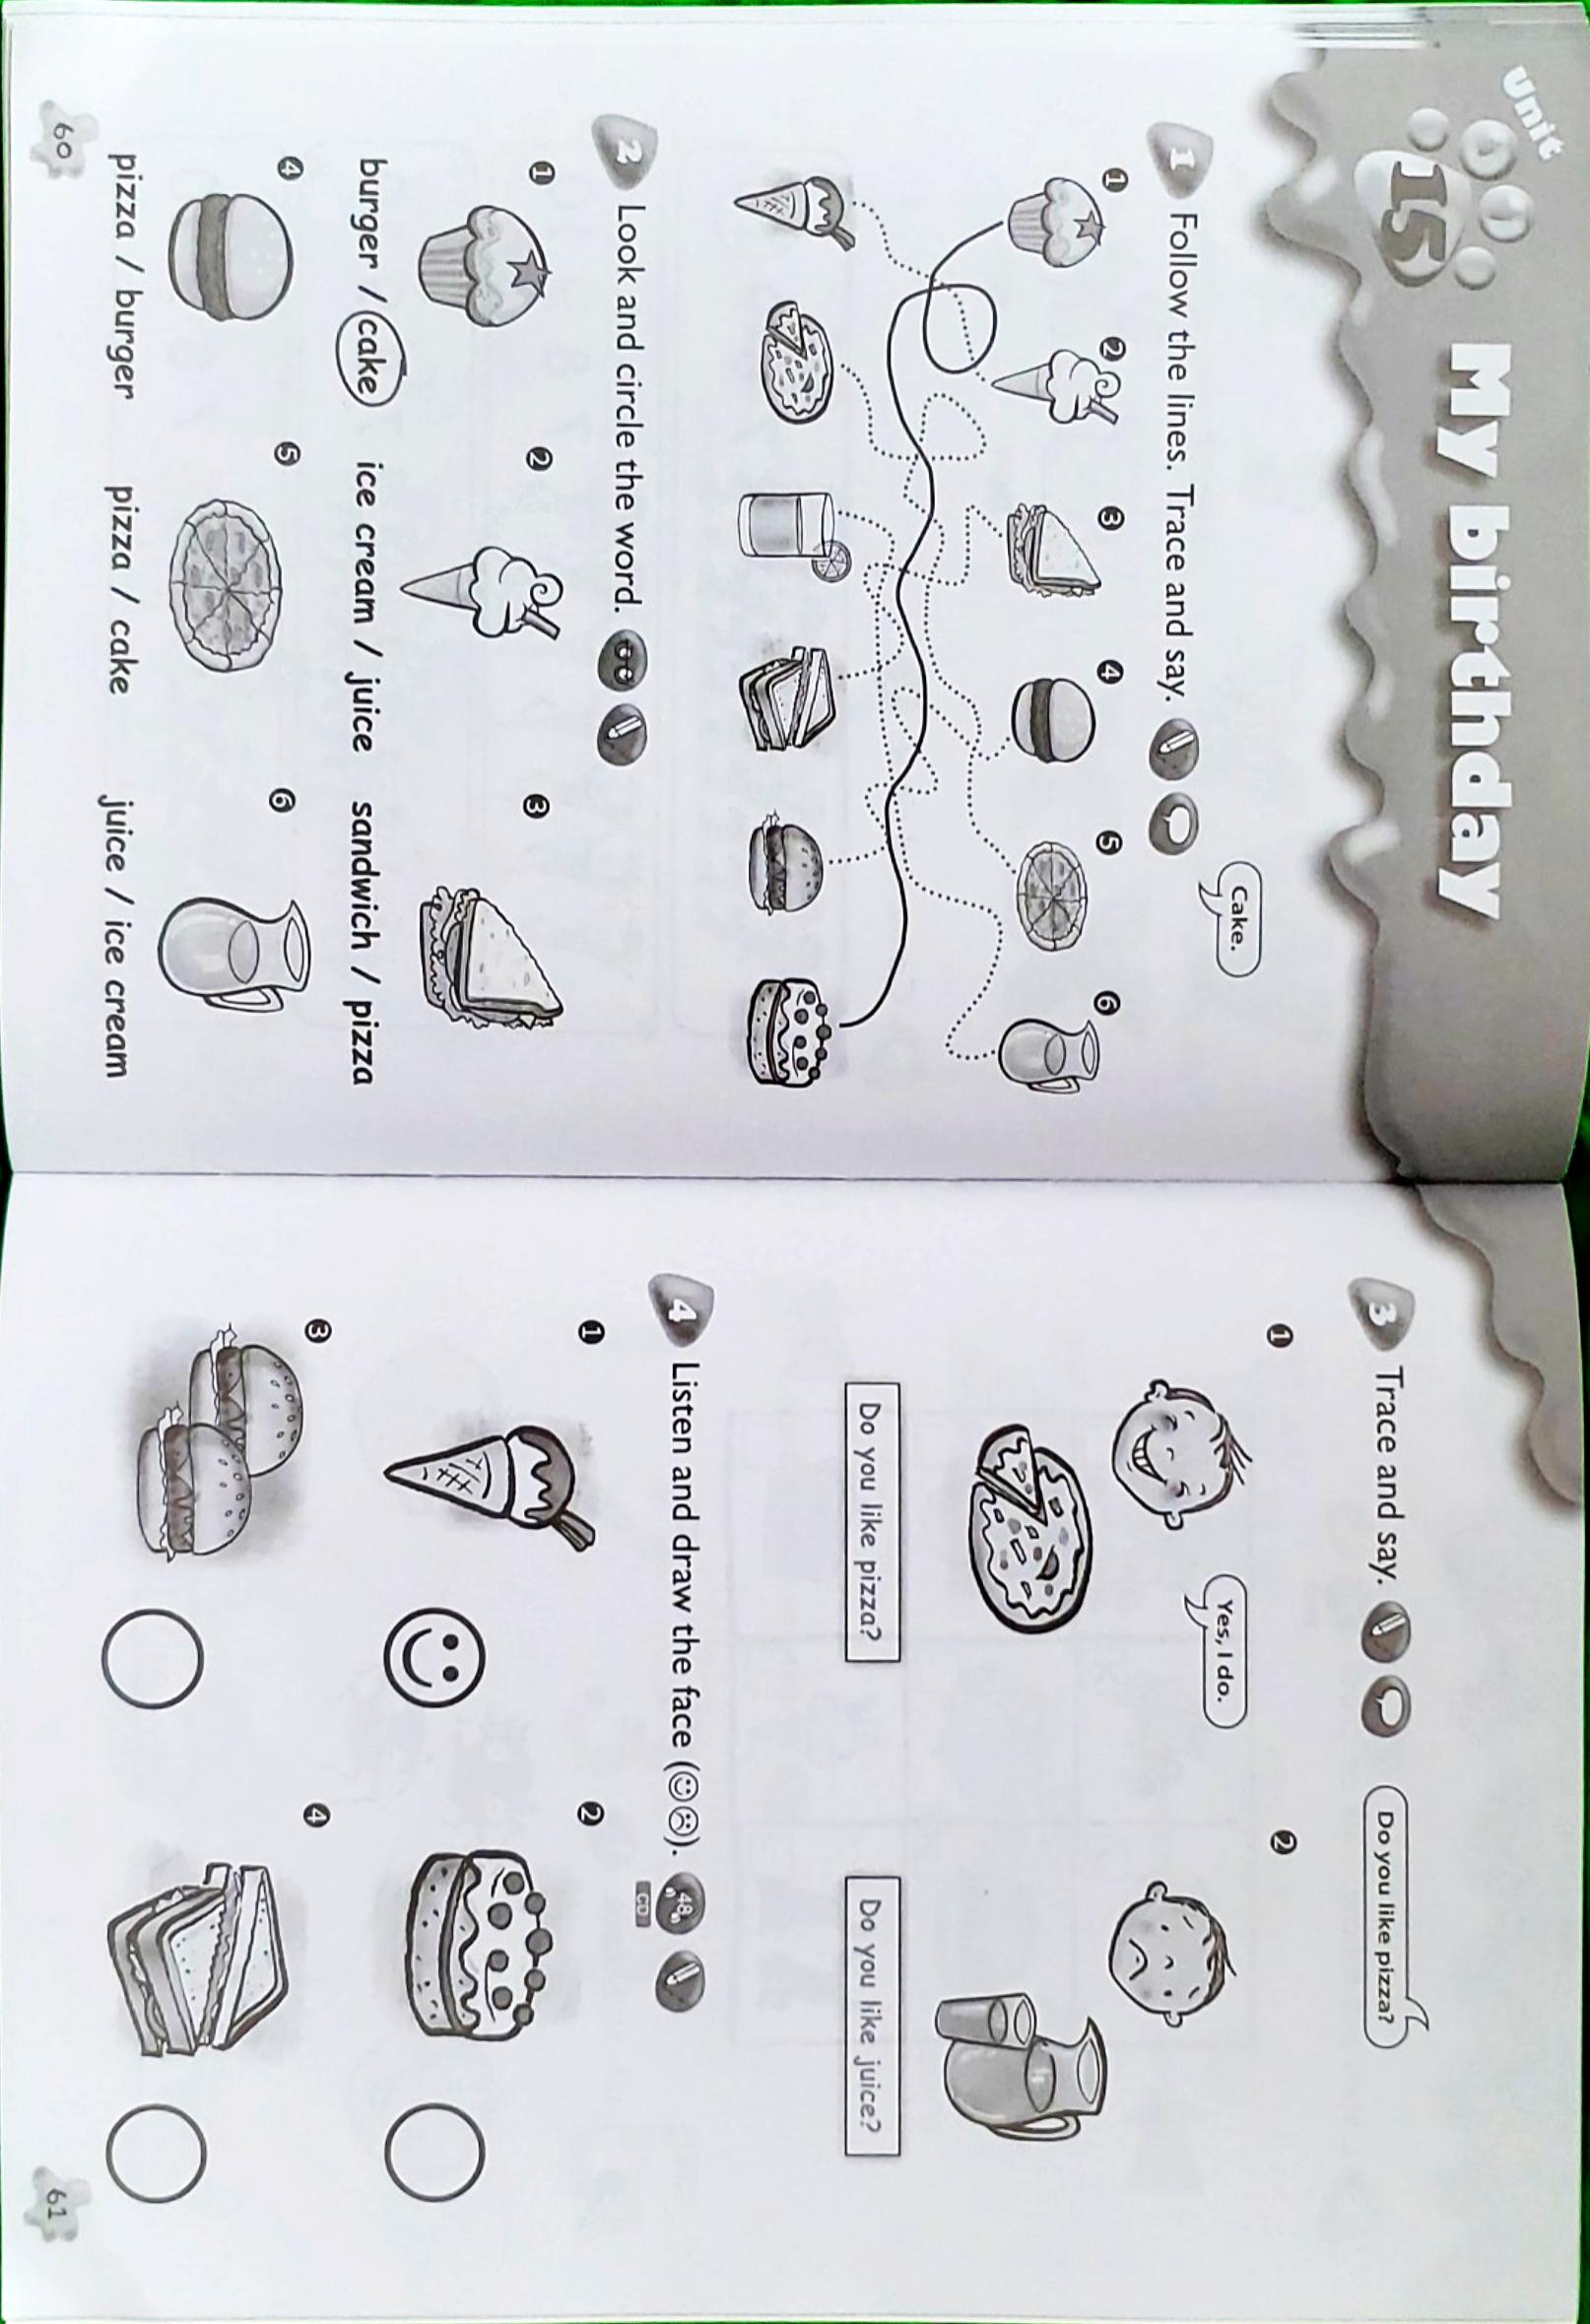 Unit
15
My birthday
Cake.
1 Follow the lines. Trace and say.
1 2 3 4 5 6
2 Look and circle the word.
1 2 3
burger / cake ice cream / juice sandwich / pizza
4 5 6
pizza / burger pizza / cake juice / ice cream
60
3 Trace and say. Do you like pizza?
1 2
Yes, I do.
Do you like pizza? Do you like juice?
4 Listen and draw the face (☺☹). 48
CD
1 2
3 4
61